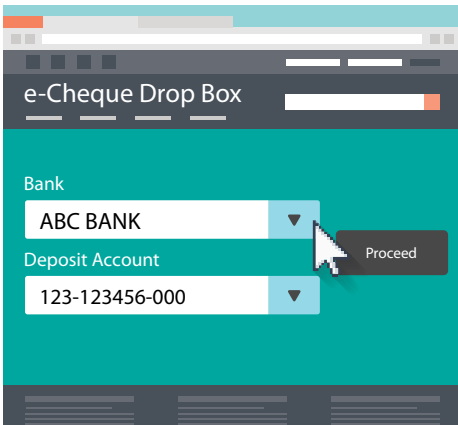 e-Cheque Drop Box
Bank
ABC BANK
Proceed
Deposit Account
123-123456-000